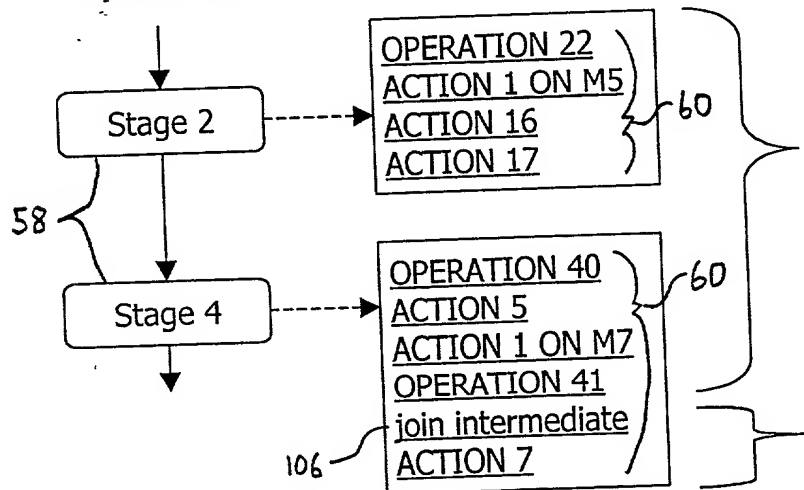 OPERATION 22
ACTION 1 ON M5
ACTION 16
ACTION 17
60
Stage 2
58
Stage 4
OPERATION 40
ACTION 5
ACTION 1 ON M7
OPERATION 41
join intermediate
ACTION 7
60
106